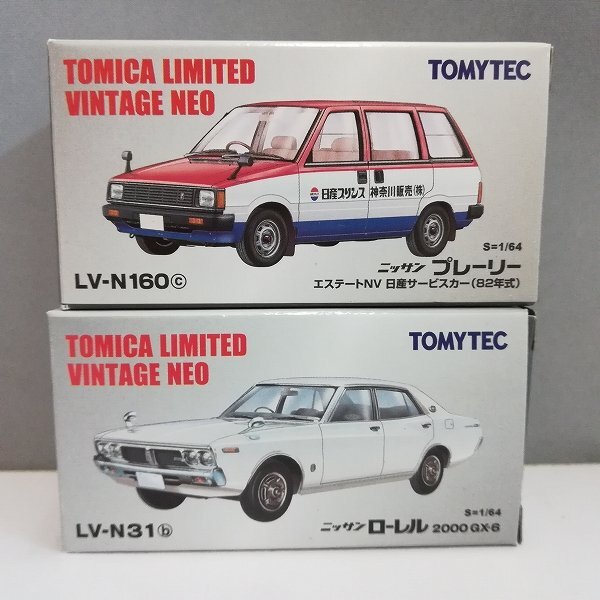 TOMICA LIMITED
VINTAGE NEO
TOMYTEC
日産プリンス 神奈川販売(株)
S=1/64
LV-N160ⓒ
ニッサン プレーリー
エステートNV 日産サービスカー(82年式)
TOMICA LIMITED
VINTAGE NEO
TOMYTEC
S=1/64
LV-N31ⓑ
ニッサン ローレル 2000 GX-6